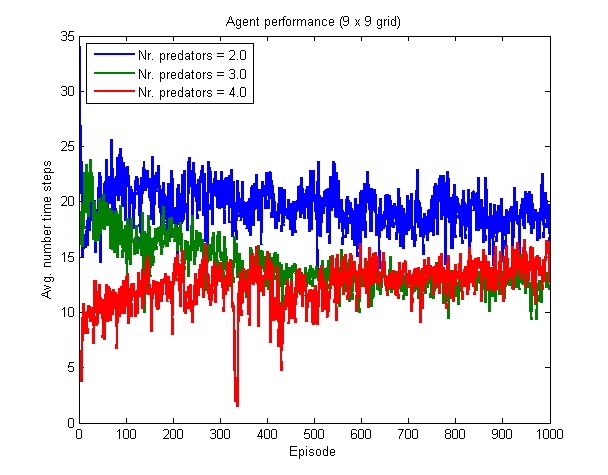 Agent performance (9 x 9 grid)
35
30
25
20
15
10
5
0
Avg. number time steps
Nr. predators = 2.0
Nr. predators = 3.0
Nr. predators = 4.0
0 100 200 300 400 500 600 700 800 900 1000
Episode